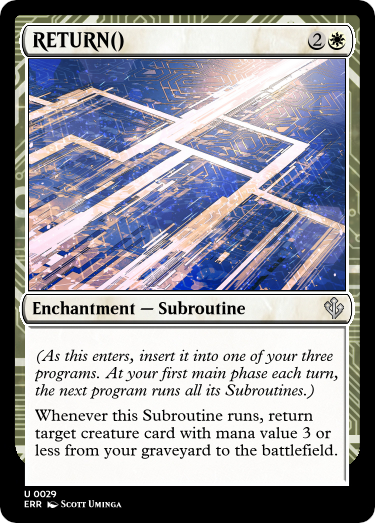 RETURN() 2
Enchantment — Subroutine
(As this enters, insert it into one of your three
programs. At your first main phase each turn,
the next program runs all its Subroutines.)
Whenever this Subroutine runs, return
target creature card with mana value 3 or
less from your graveyard to the battlefield.
U 0029
ERR Scott Uminga